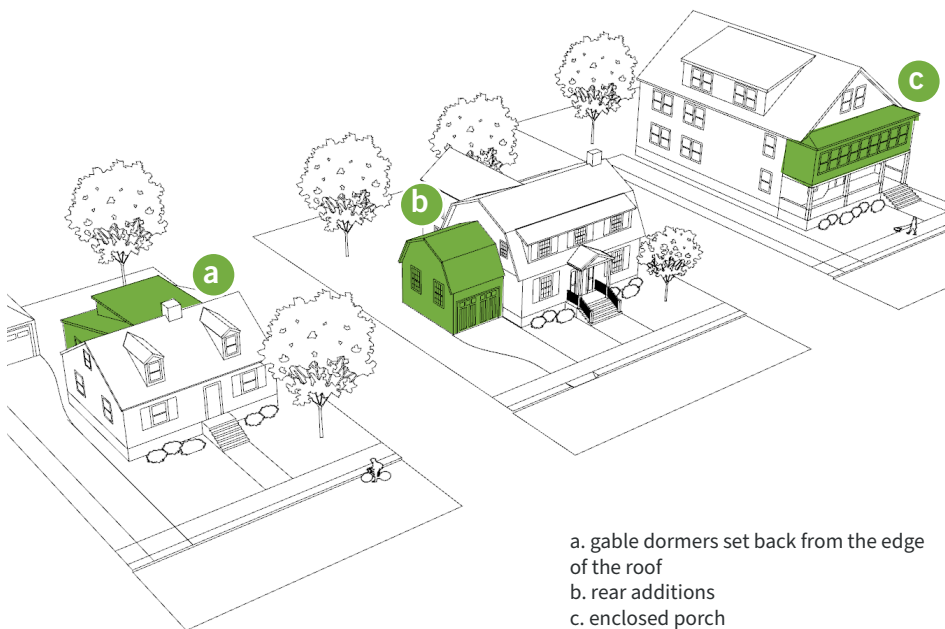 c
b
a
a. gable dormers set back from the edge
of the roof
b. rear additions
c. enclosed porch